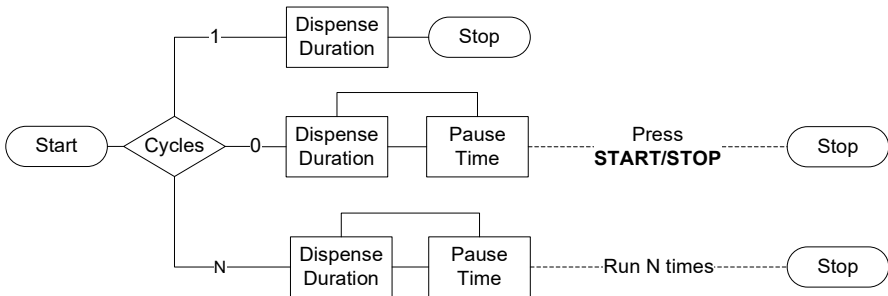 1
Dispense
Duration
Stop
Start
Cycles
0
Dispense
Duration
Pause
Time
Press
START/STOP
Stop
N
Dispense
Duration
Pause
Time
Run N times
Stop